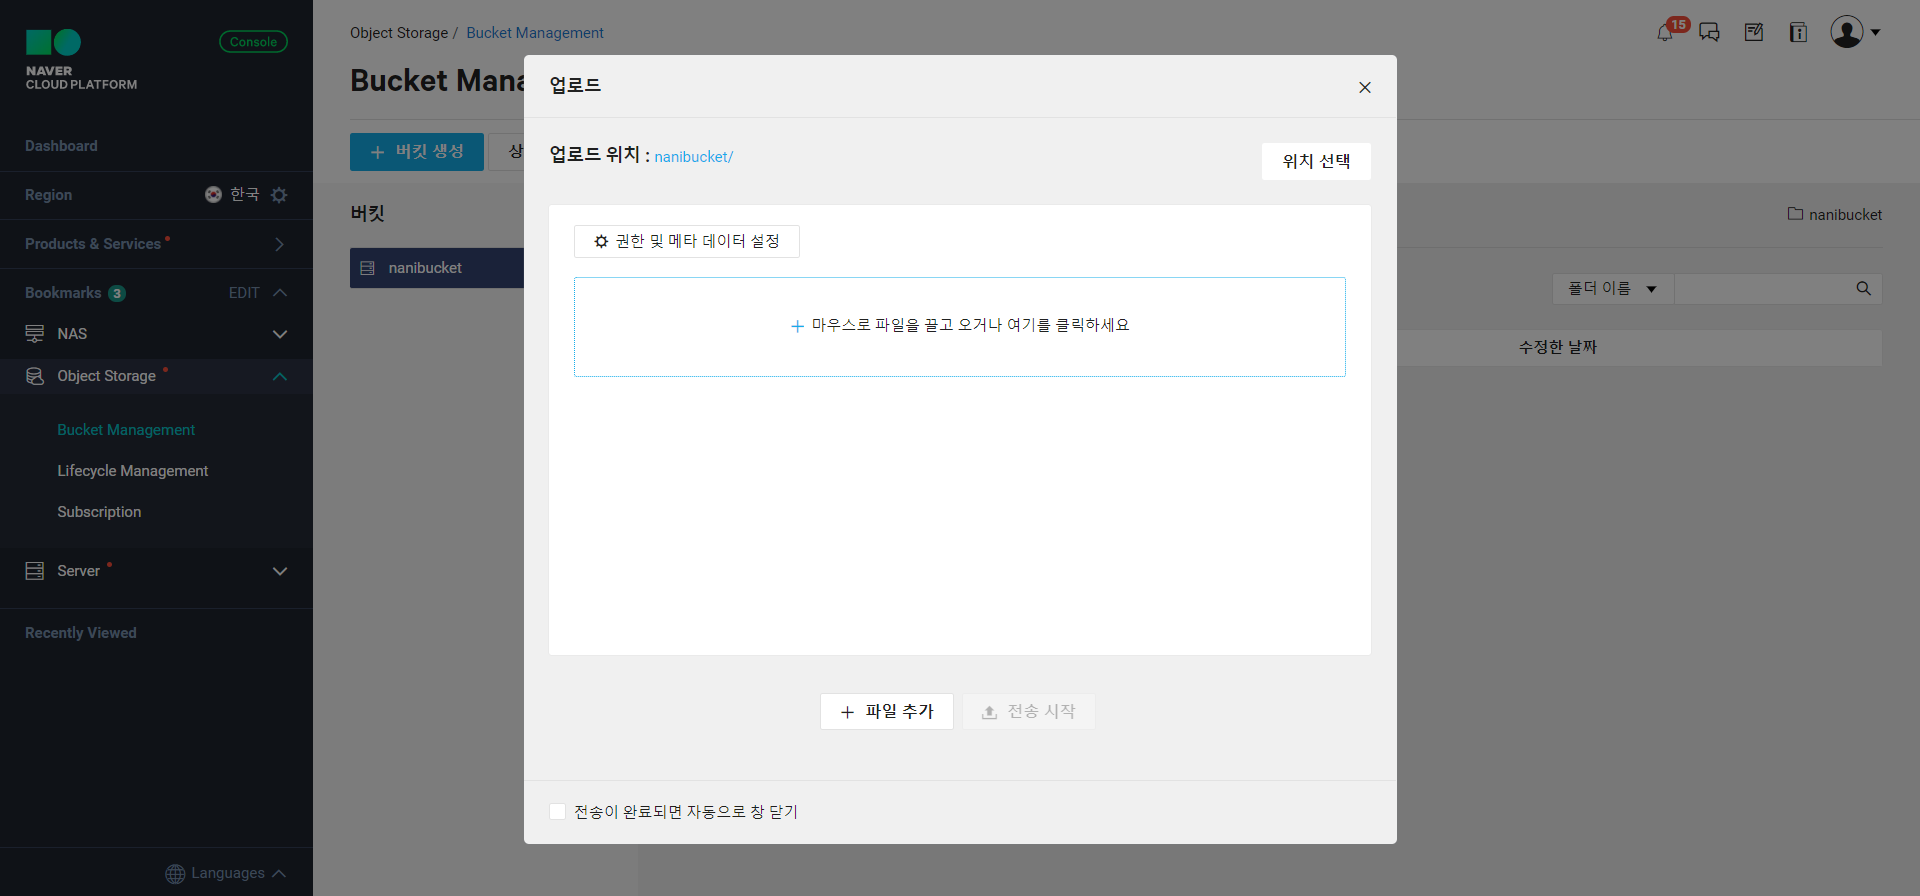 NAVER
CLOUD PLATFORM
Console
Dashboard
Region
한국
Products & Services
Bookmarks 3
EDIT
NAS
Object Storage
Bucket Management
Lifecycle Management
Subscription
Server
Recently Viewed
Languages
Object Storage / Bucket Management
15
Bucket Mana
+ 버킷 생성
상
버킷
nanibucket
nanibucket
폴더 이름
수정한 날짜
업로드
업로드 위치 : nanibucket/
위치 선택
권한 및 메타 데이터 설정
+ 마우스로 파일을 끌고 오거나 여기를 클릭하세요
+ 파일 추가
전송 시작
전송이 완료되면 자동으로 창 닫기